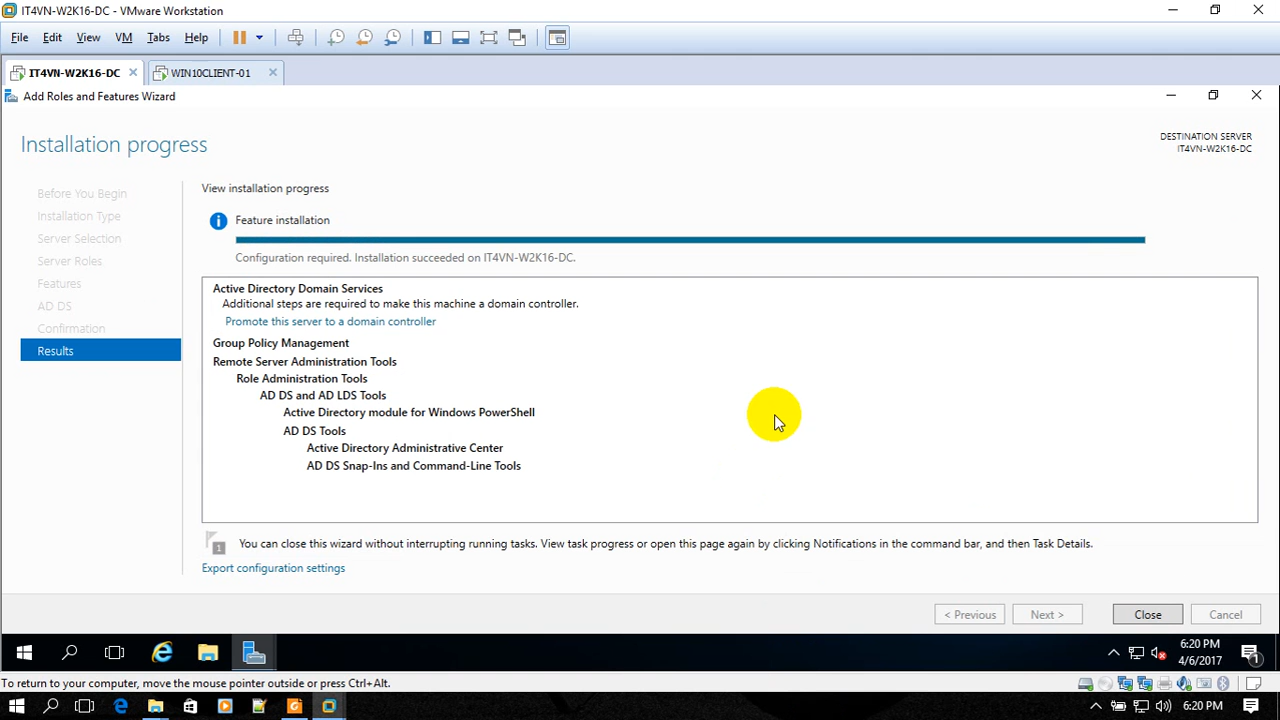 IT4VN-W2K16-DC - VMware Workstation
File Edit View VM Tabs Help
IT4VN-W2K16-DC WIN10CLIENT-01
Add Roles and Features Wizard
Installation progress
DESTINATION SERVER
IT4VN-W2K16-DC
Before You Begin
Installation Type
Server Selection
Server Roles
Features
AD DS
Confirmation
Results
View installation progress
Feature installation
Configuration required. Installation succeeded on IT4VN-W2K16-DC.
Active Directory Domain Services
Additional steps are required to make this machine a domain controller.
Promote this server to a domain controller
Group Policy Management
Remote Server Administration Tools
Role Administration Tools
AD DS and AD LDS Tools
Active Directory module for Windows PowerShell
AD DS Tools
Active Directory Administrative Center
AD DS Snap-Ins and Command-Line Tools
1 You can close this wizard without interrupting running tasks. View task progress or open this page again by clicking Notifications in the command bar, and then Task Details.
Export configuration settings
< Previous Next > Close Cancel
6:20 PM
4/6/2017
1
To return to your computer, move the mouse pointer outside or press Ctrl+Alt.
6:20 PM